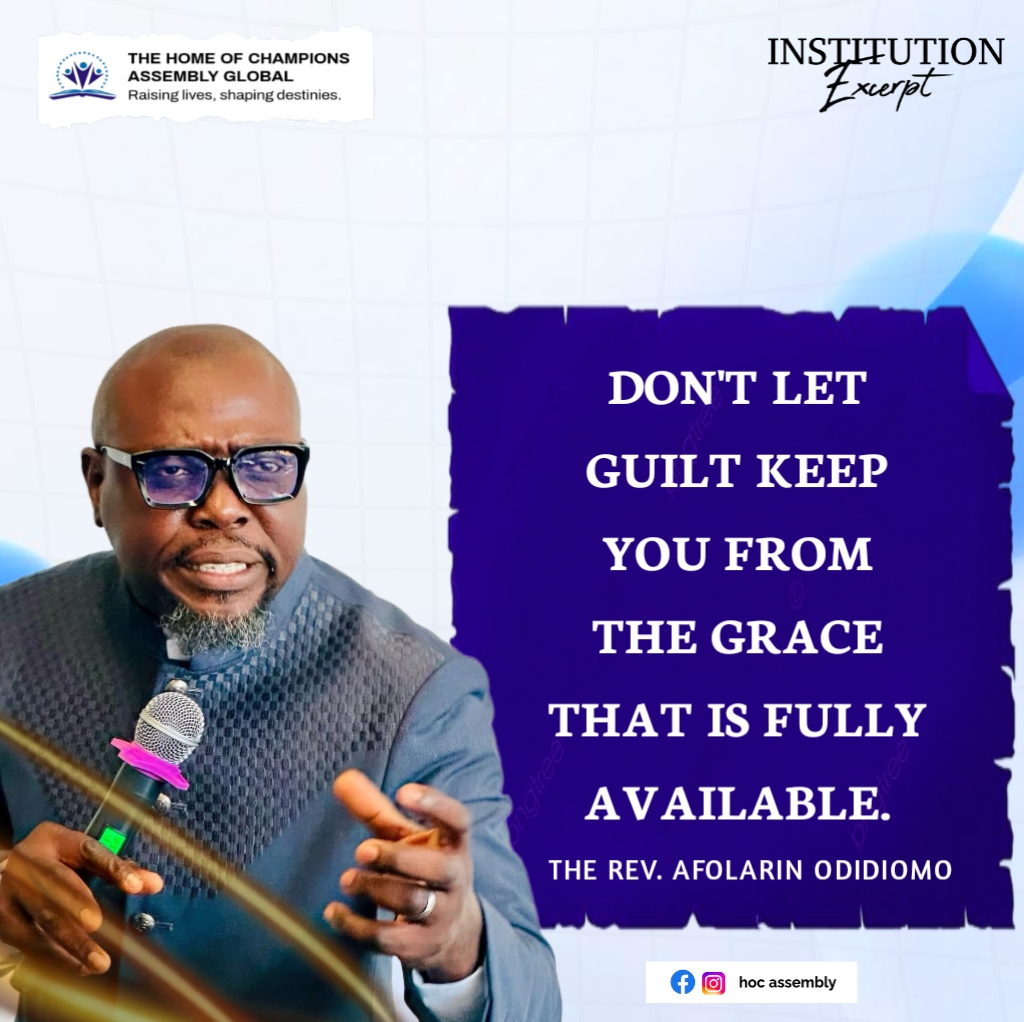 THE HOME OF CHAMPIONS
ASSEMBLY GLOBAL
Raising lives, shaping destinies.
INSTITUTION
Excerpt
DON'T LET
GUILT KEEP
YOU FROM
THE GRACE
THAT IS FULLY
AVAILABLE.
THE REV. AFOLARIN ODIDIOMO
hoc assembly